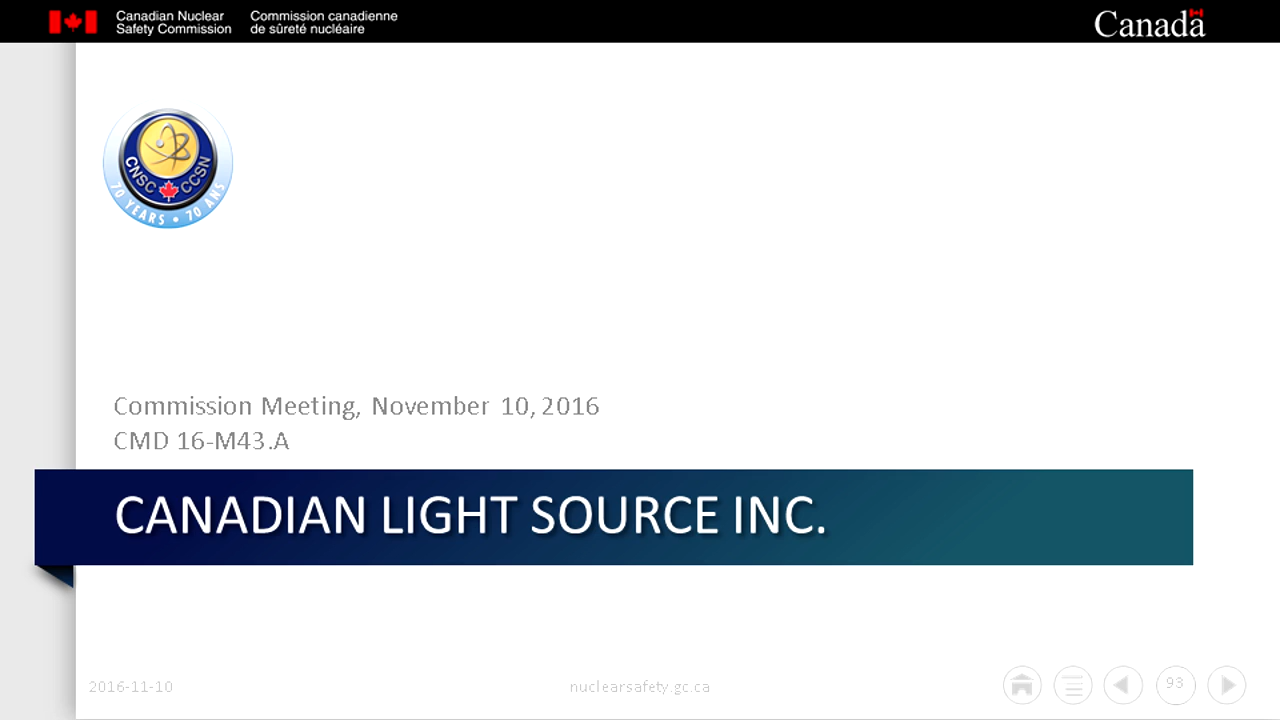 Canadian Nuclear Safety Commission
Commission canadienne de sûreté nucléaire
Canada
CNSC CCSN
70 YEARS • 70 ANS
Commission Meeting, November 10, 2016
CMD 16-M43.A
CANADIAN LIGHT SOURCE INC.
2016-11-10
nuclearsafety.gc.ca
93